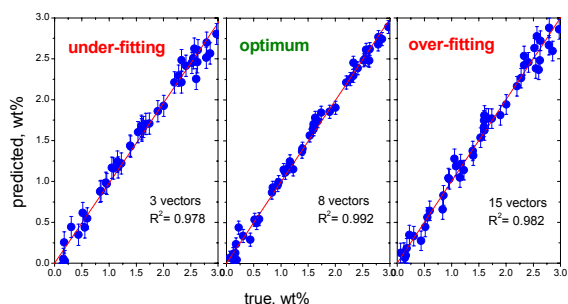 under-fitting
optimum
over-fitting
predicted, wt%
3.0
2.5
2.0
1.5
1.0
0.5
0.0
3 vectors
R²= 0.978
8 vectors
R²= 0.992
15 vectors
R²= 0.982
0.0 0.5 1.0 1.5 2.0 2.5 3.0 0.5 1.0 1.5 2.0 2.5 3.0 0.5 1.0 1.5 2.0 2.5 3.0
true, wt%